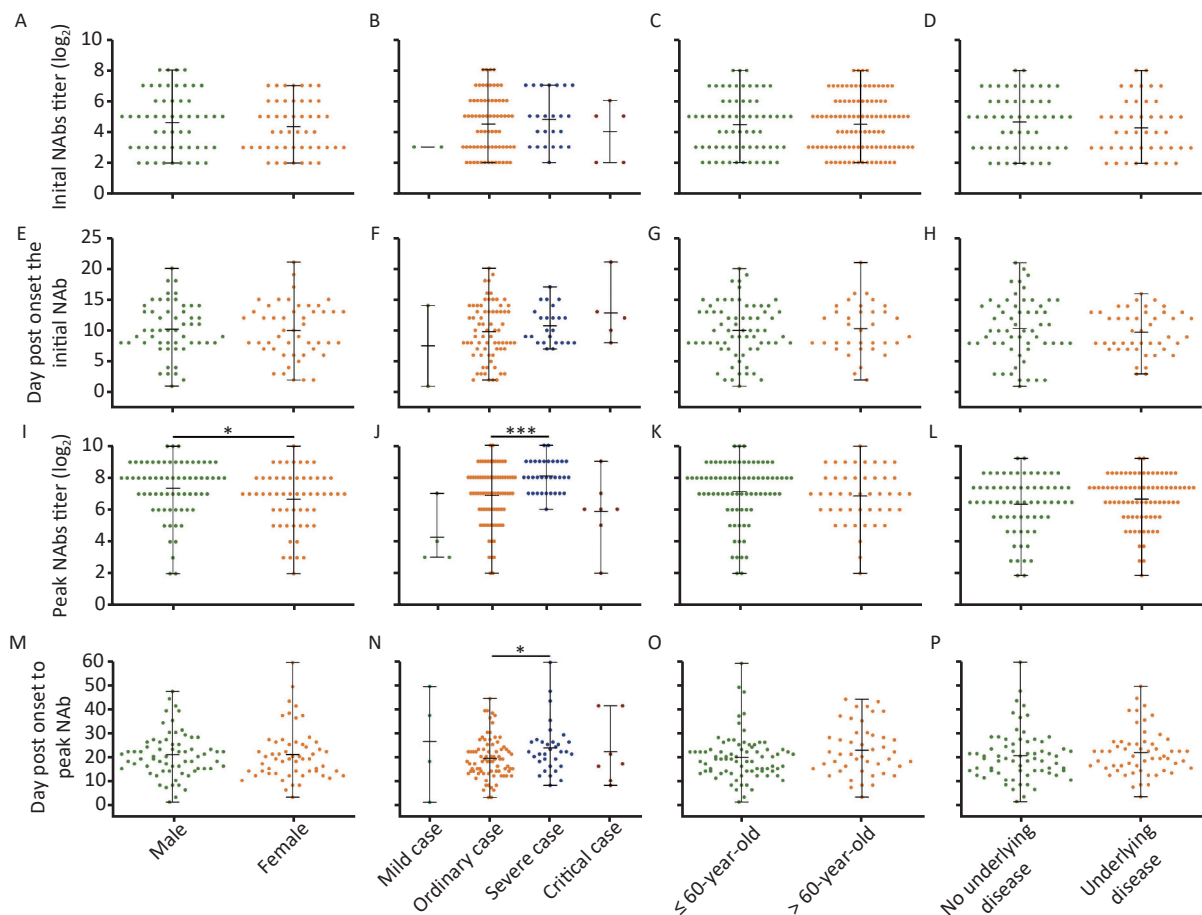 A B C D
Inital NAbs titer (log2)
10 8 6 4 2 0
E F G H
Day post onset the
initial NAb
25 20 15 10 5 0
I J K L
* ***
Peak NAbs titer (log2)
10 8 6 4 2 0
M N O P
*
Day post onset to
peak NAb
60 50 40 30 20 10 0
Male Female
Mild case Ordinary case Severe case Critical case
≤ 60-year-old > 60-year-old
No underlying
disease
Underlying
disease